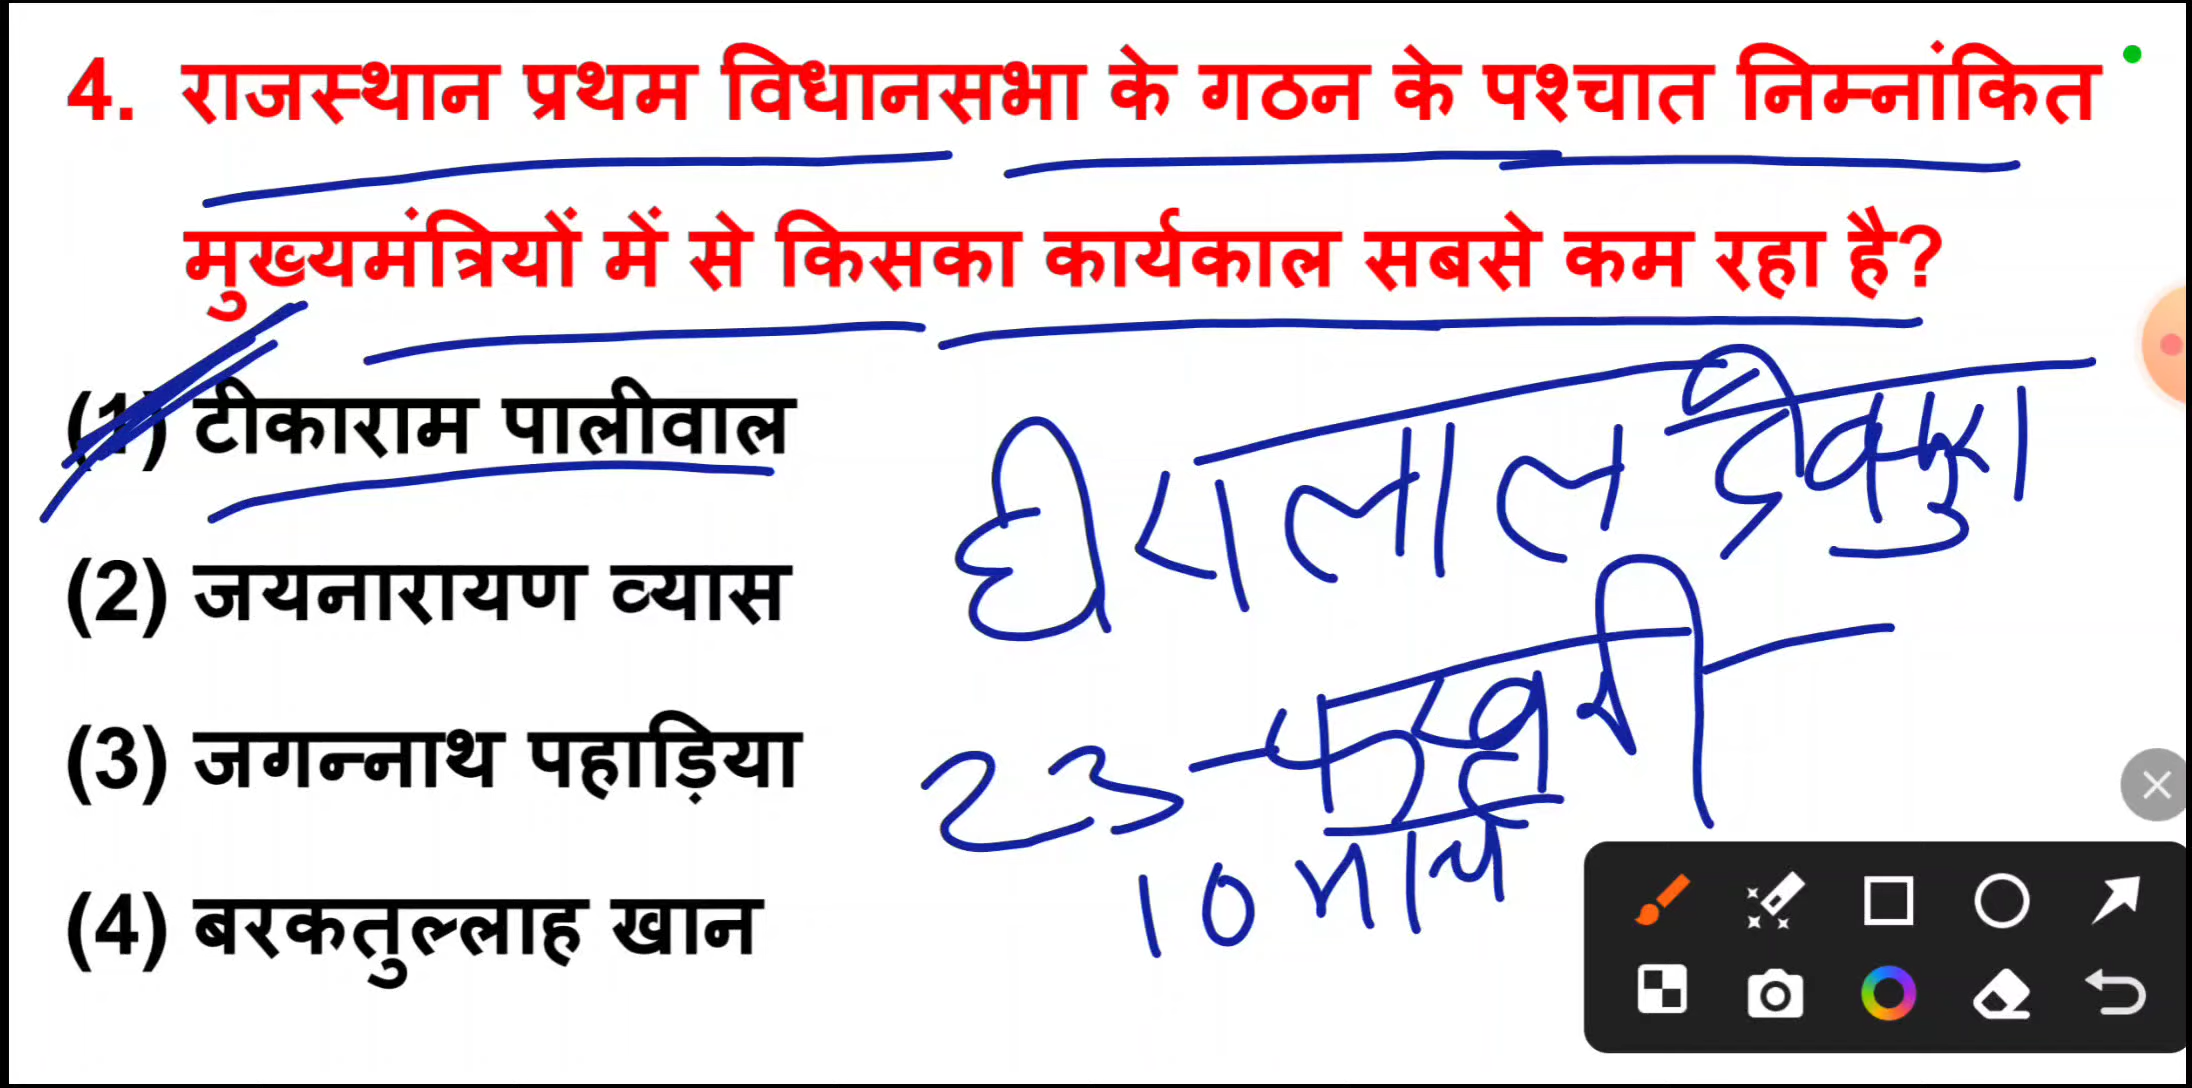 4. राजस्थान प्रथम विधानसभा के गठन के पश्चात निम्नांकित
मुख्यमंत्रियों में से किसका कार्यकाल सबसे कम रहा है?
(1) टीकाराम पालीवाल
(2) जयनारायण व्यास
(3) जगन्नाथ पहाड़िया
(4) बरकतुल्लाह खान
हीरालाल देवपुरा
23 फरवरी
10 मार्च